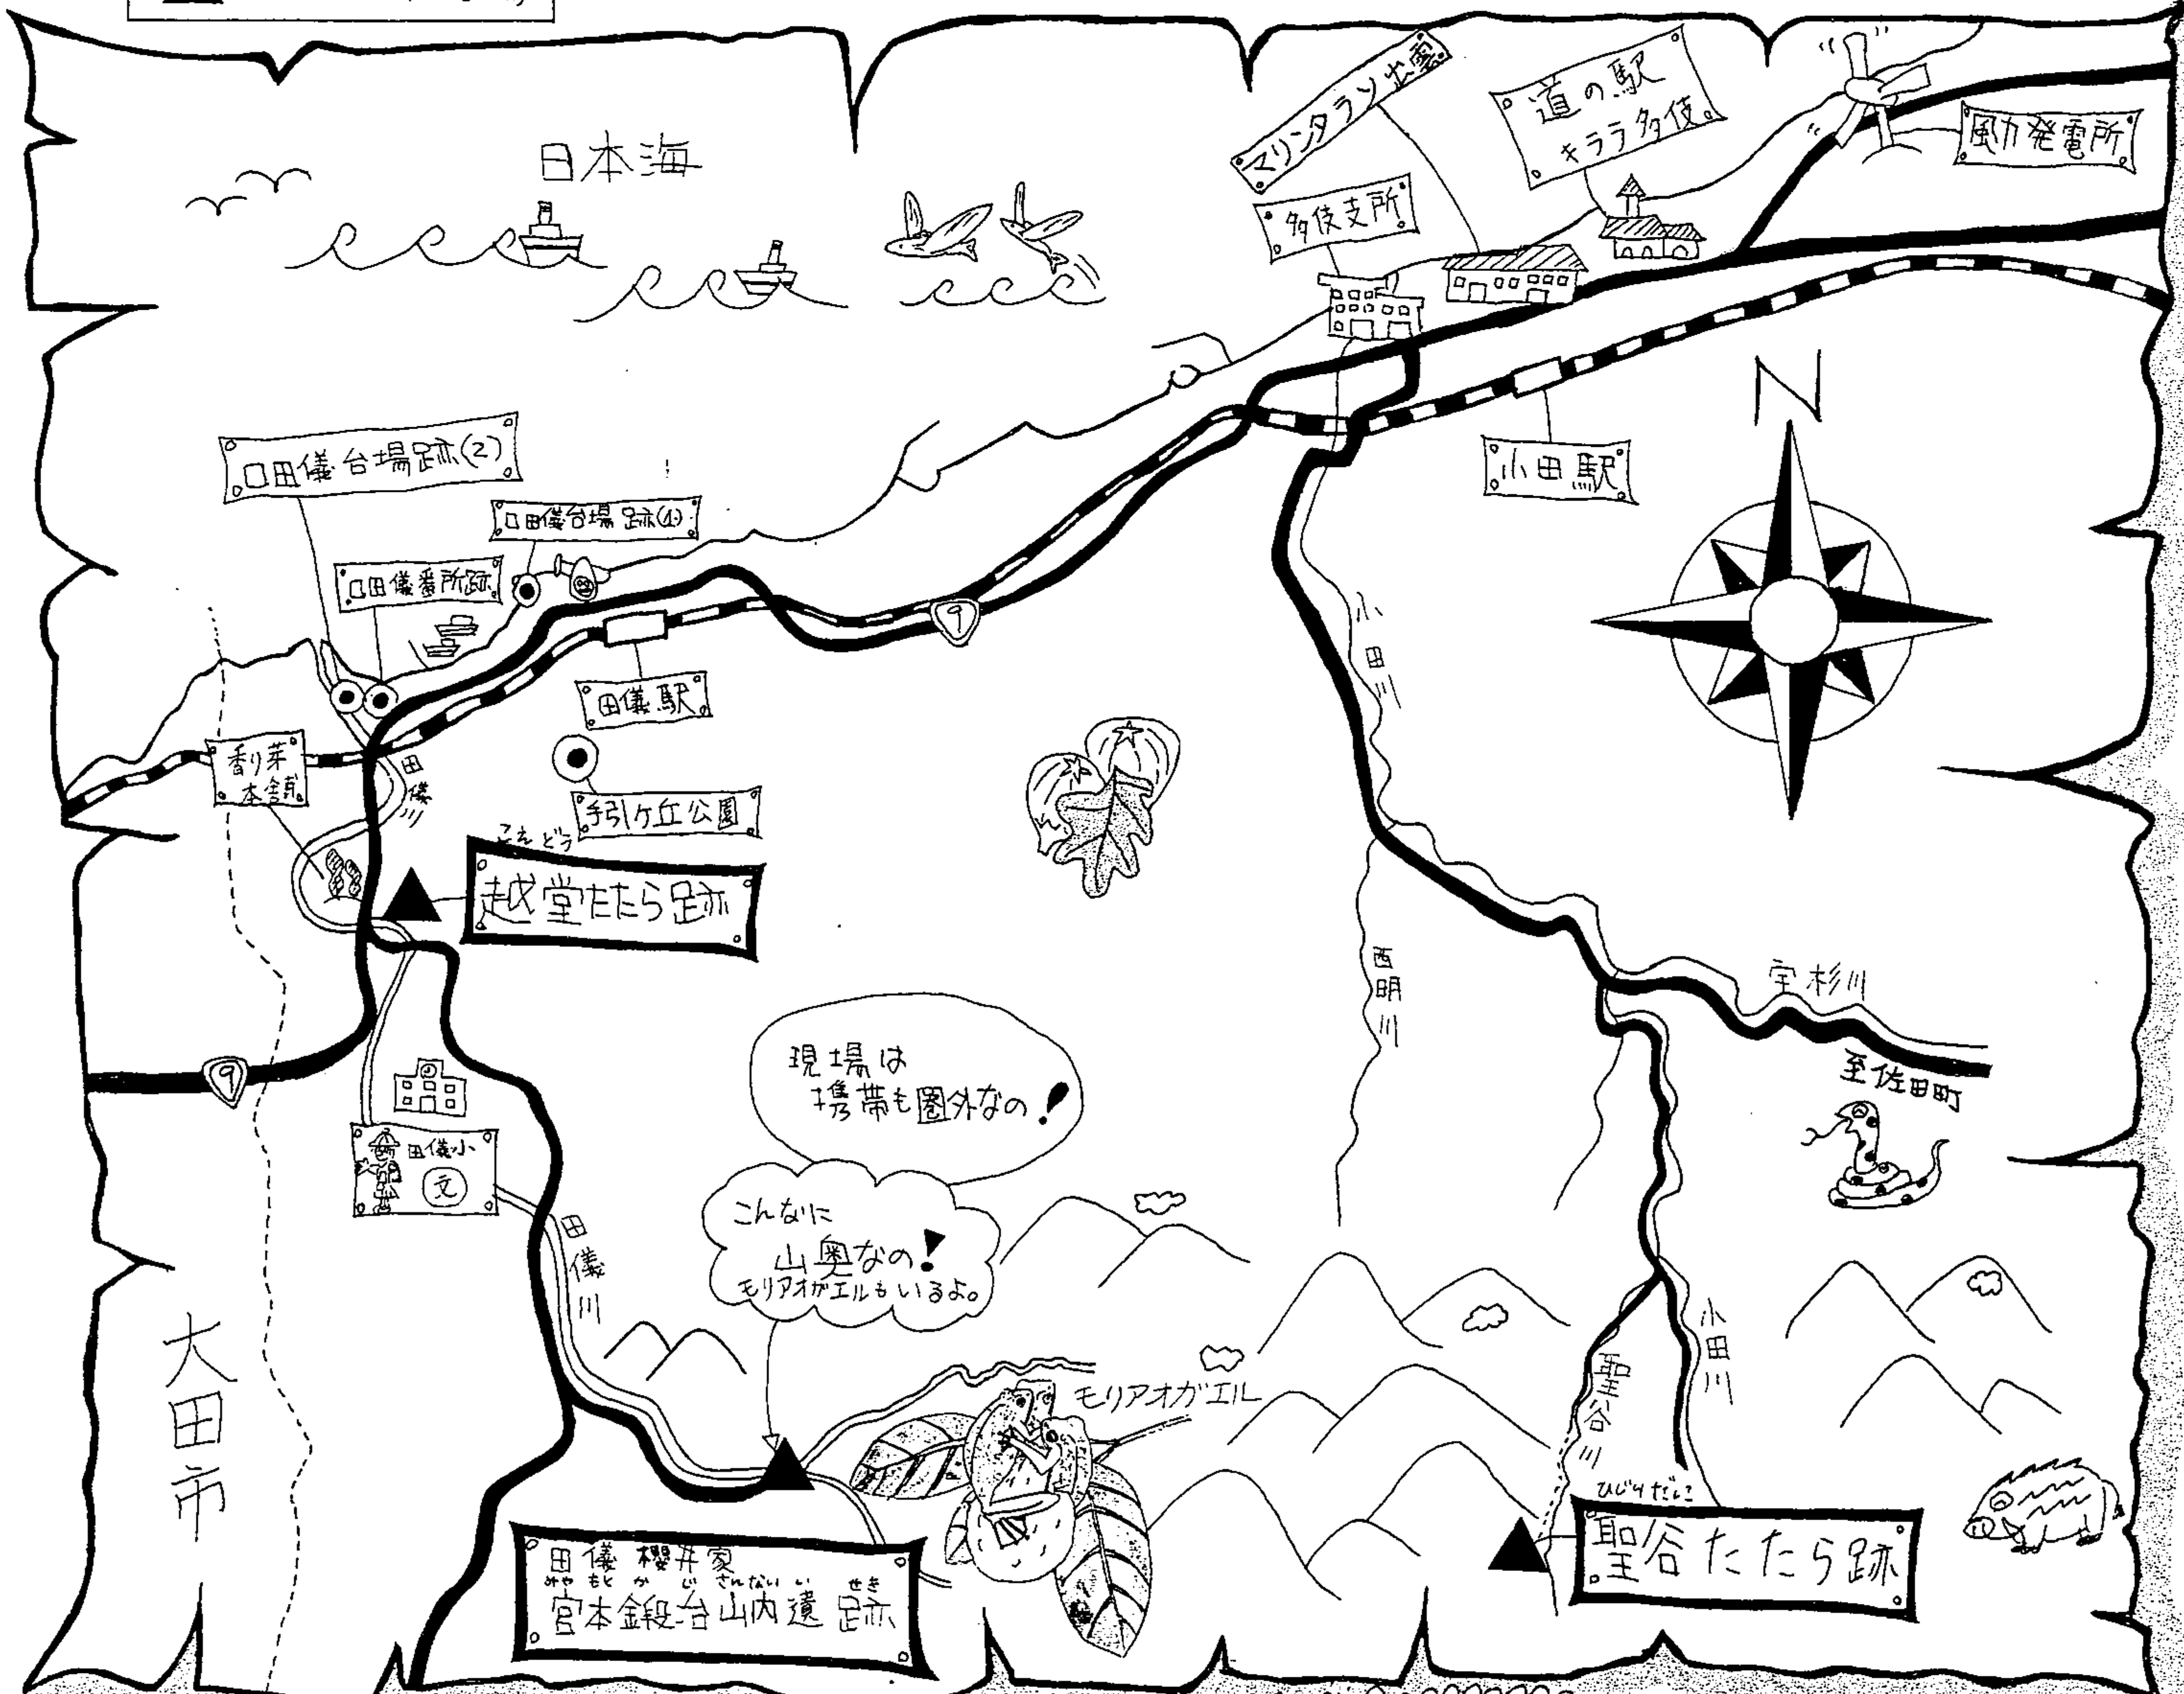 日本海
マリンタラソ出雲
道の駅
キララ多伎。
風力発電所
多伎支所
N
小田駅
口田儀台場跡(2)
口田儀台場跡(1)
口田儀番所跡
9
田儀駅
小田川
香り芽
本舗
田儀川
手引ヶ丘公園
こえどう
越堂たたら跡
西明川
宇杉川
至佐田町
9
現場は
携帯も圏外なの!
田儀小
文
こんなに
山奥なの!
モリアオガエルもいるよ。
田儀川
大田市
モリアオガエル
聖谷川
小田川
ひじりだに
聖谷たたら跡
田儀櫻井家
みやもとかじさんないいせき
宮本鍛冶山内遺跡